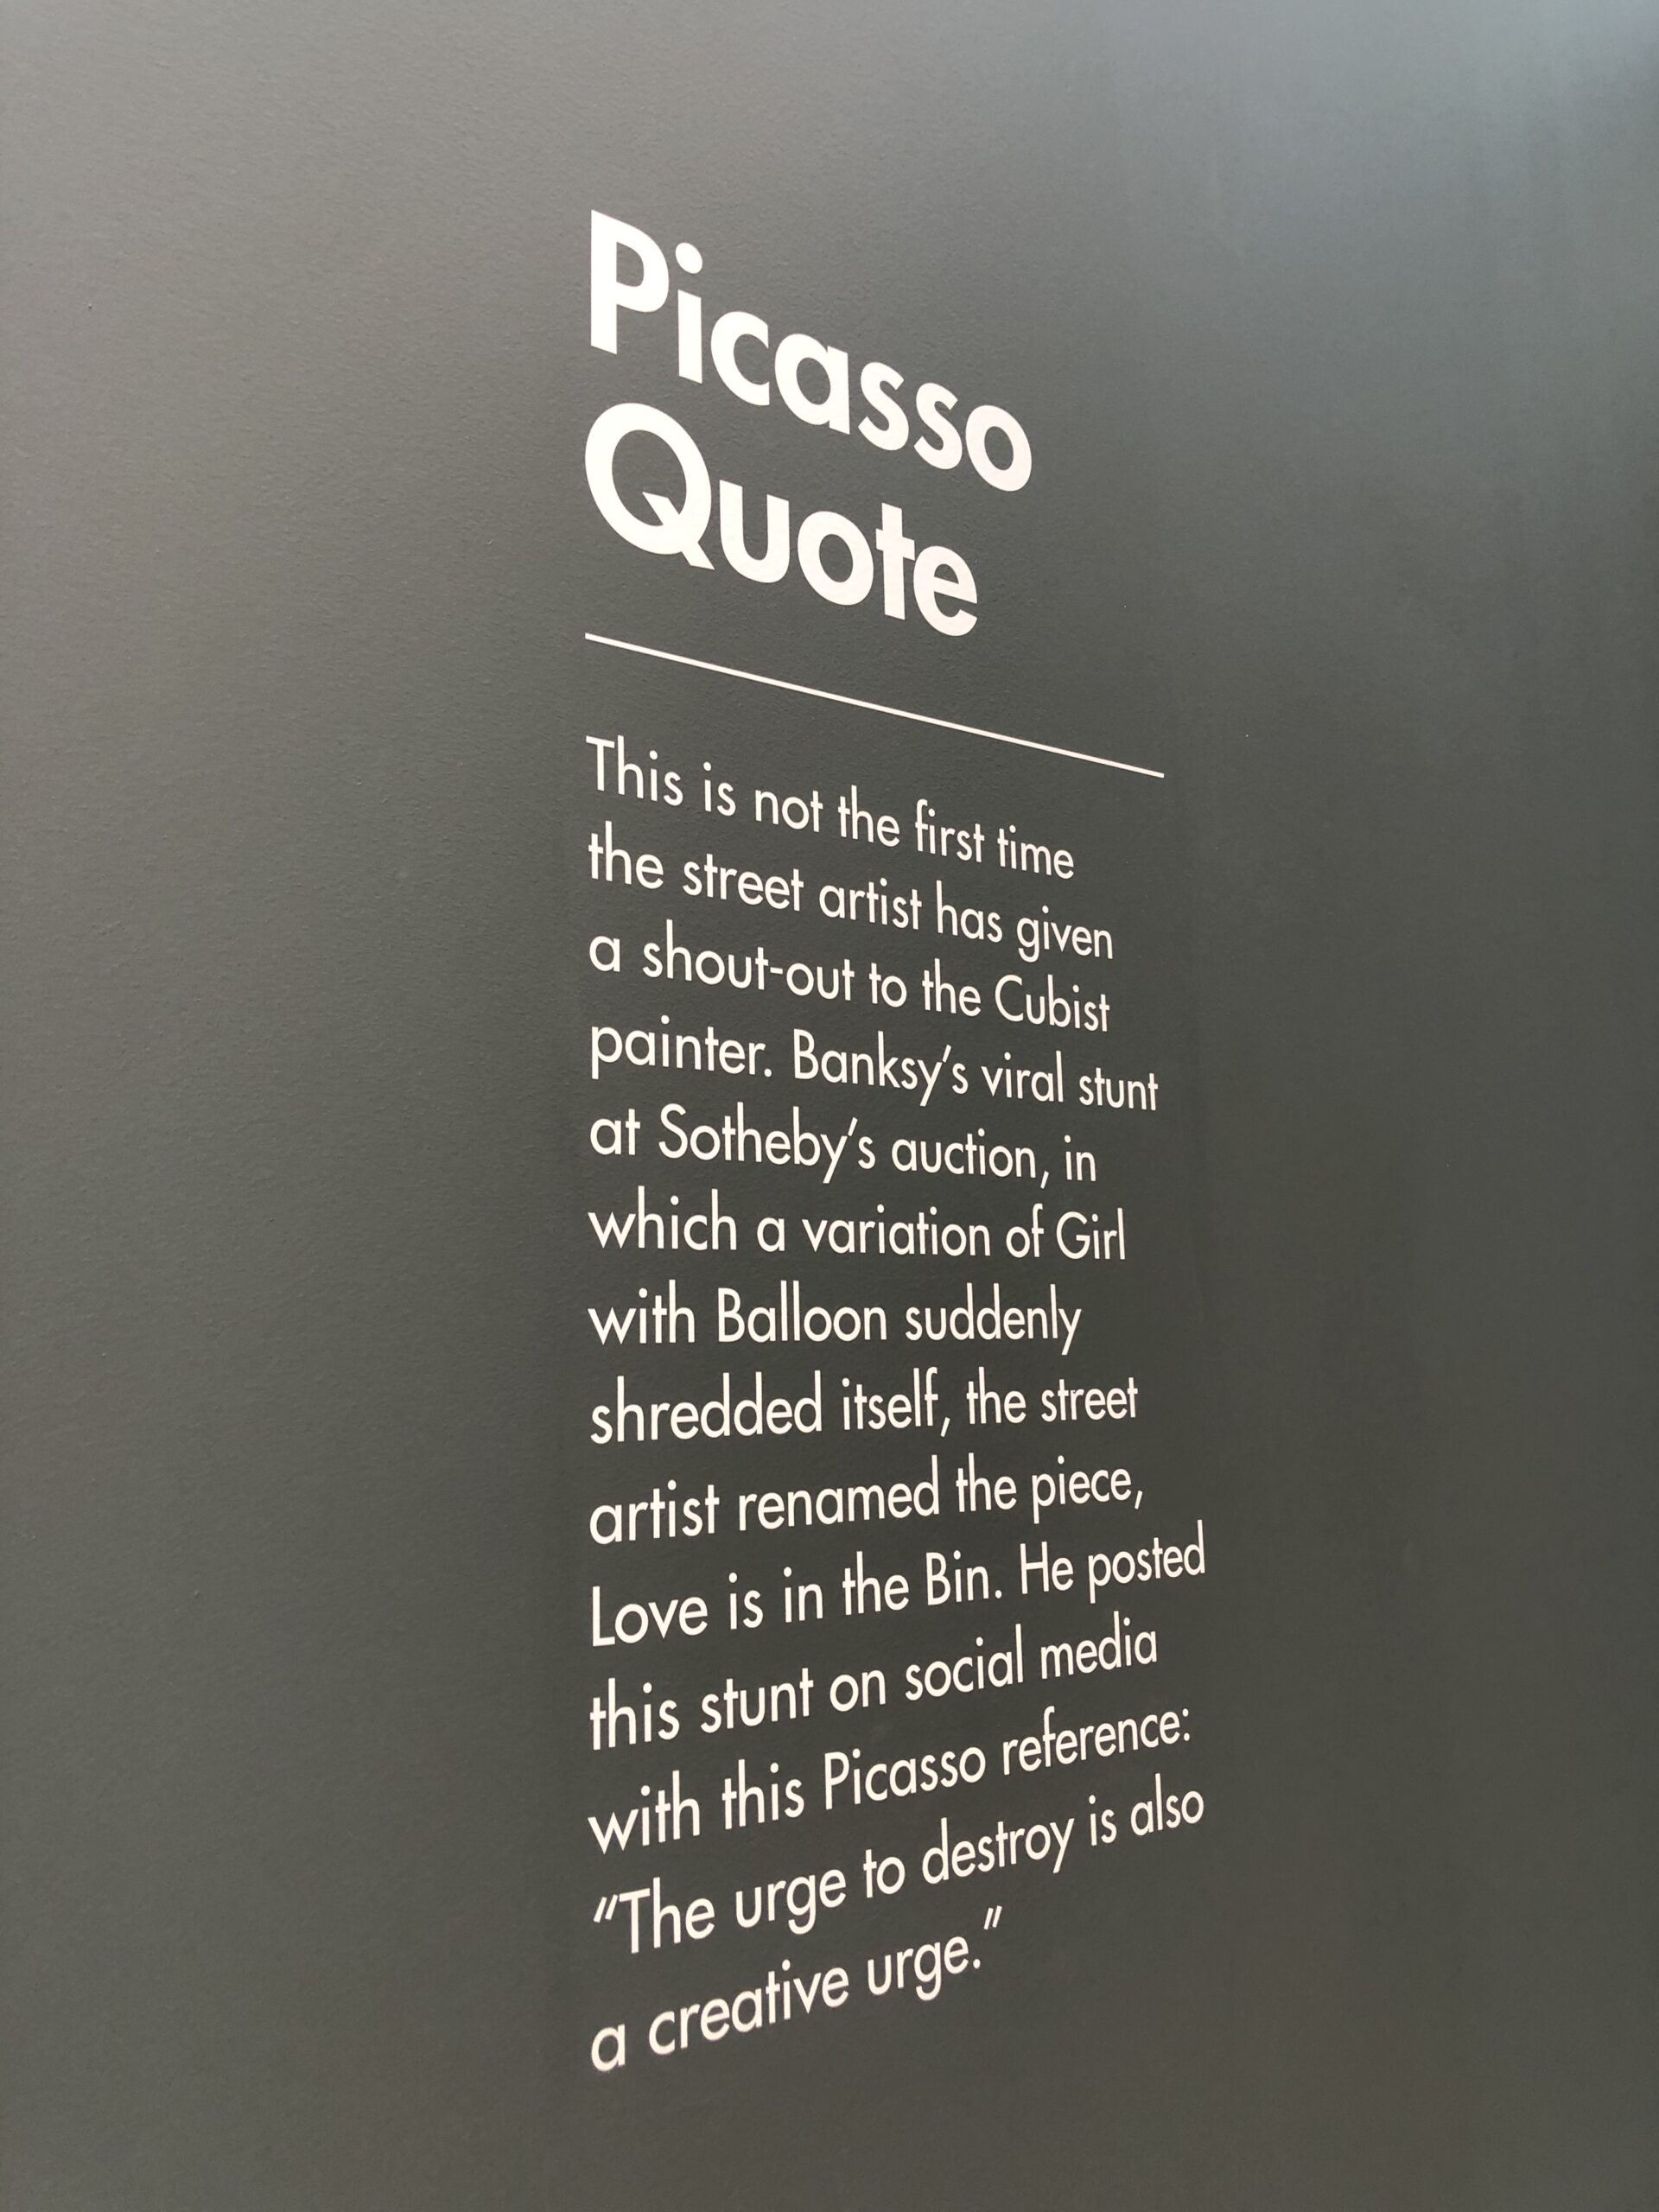 Picasso
Quote
This is not the first time
the street artist has given
a shout-out to the Cubist
painter. Banksy's viral stunt
at Sotheby's auction, in
which a variation of Girl
with Balloon suddenly
shredded itself, the street
artist renamed the piece,
Love is in the Bin. He posted
this stunt on social media
with this Picasso reference:
"The urge to destroy is also
a creative urge."